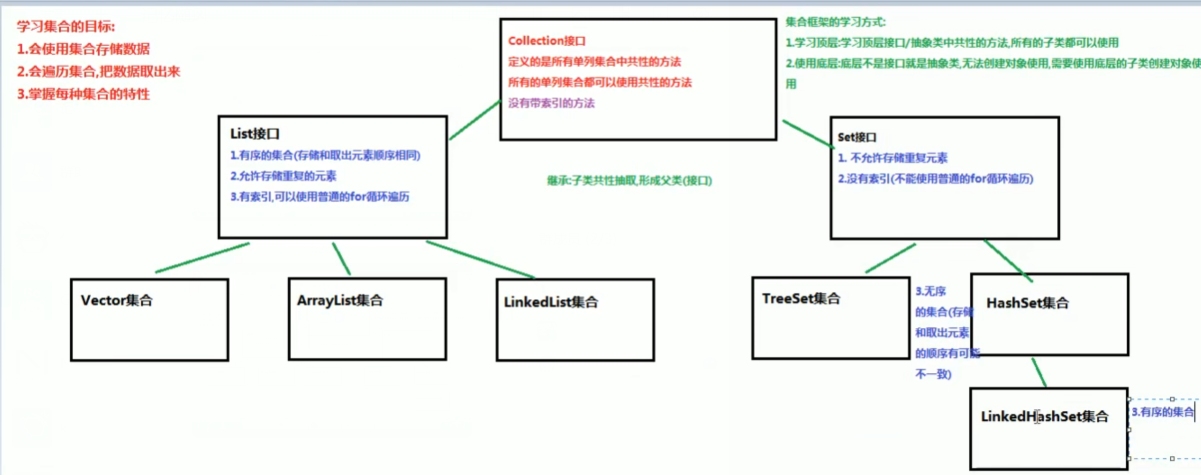 学习集合的目标:
1.会使用集合存储数据
2.会遍历集合,把数据取出来
3.掌握每种集合的特性
Collection接口
定义的是所有单列集合中共性的方法
所有的单列集合都可以使用共性的方法
没有带索引的方法
集合框架的学习方式:
1.学习顶层:学习顶层接口/抽象类中共性的方法,所有的子类都可以使用
2.使用底层:底层不是接口就是抽象类,无法创建对象使用,需要使用底层的子类创建对象使
用
List接口
1.有序的集合(存储和取出元素顺序相同)
2.允许存储重复的元素
3.有索引,可以使用普通的for循环遍历
继承:子类共性抽取,形成父类(接口)
Set接口
1. 不允许存储重复元素
2.没有索引(不能使用普通的for循环遍历)
Vector集合
ArrayList集合
LinkedList集合
TreeSet集合
3.无序
的集合(存储
和取出元素
的顺序有可能
不一致)
HashSet集合
LinkedHashSet集合
3.有序的集合